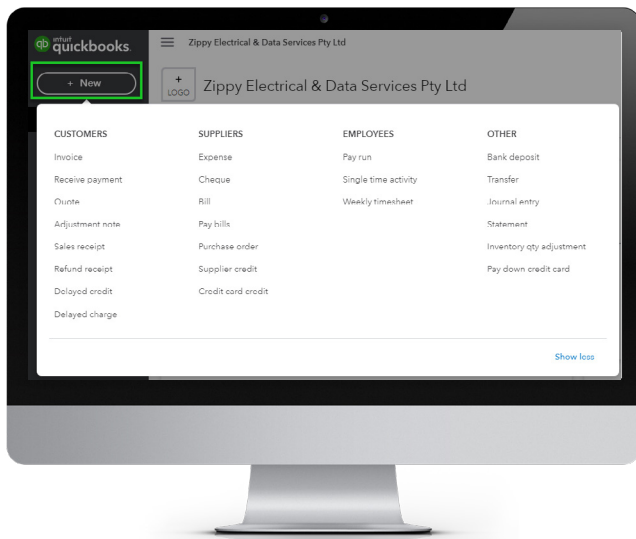 qb intuit quickbooks.
Zippy Electrical & Data Services Pty Ltd
+ New
+ LOGO
Zippy Electrical & Data Services Pty Ltd
CUSTOMERS
Invoice
Receive payment
Quote
Adjustment note
Sales receipt
Refund receipt
Delayed credit
Delayed charge
SUPPLIERS
Expense
Cheque
Bill
Pay bills
Purchase order
Supplier credit
Credit card credit
EMPLOYEES
Pay run
Single time activity
Weekly timesheet
OTHER
Bank deposit
Transfer
Journal entry
Statement
Inventory qty adjustment
Pay down credit card
Show less